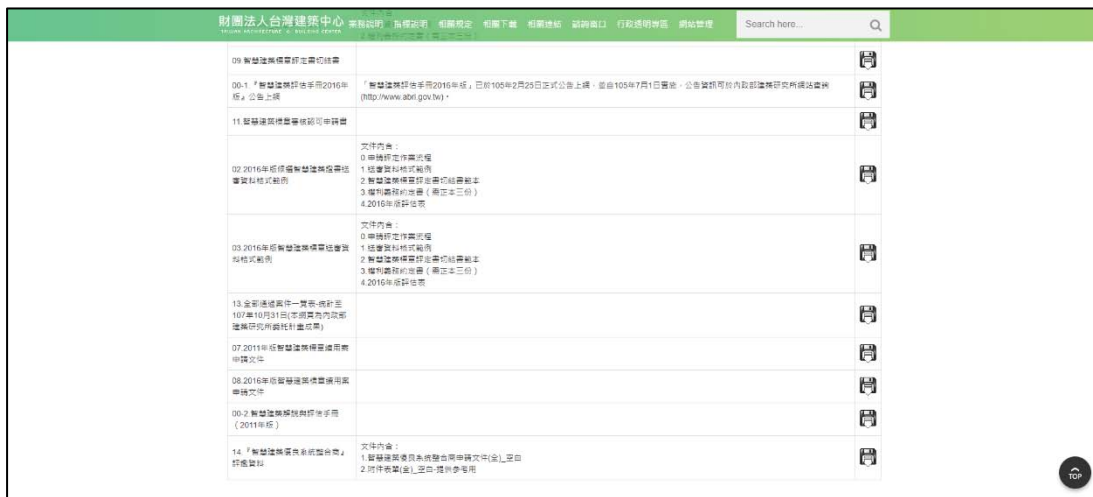 財團法人台灣建築中心 業務說明 指標說明 相關規定 相關下載 相關連結 諮詢窗口 行政透明專區 網站管理 Search here...
TAIWAN ARCHITECTURE & BUILDING CENTER
09.智慧建築標章評定書切結書
00-1.『智慧建築評估手冊2016年
版』公告上網
「智慧建築評估手冊2016年版」已於105年2月25日正式公告上網，並自105年7月1日實施，公告資訊可於內政部建築研究所網站查詢
(http://www.abri.gov.tw)。
11.智慧建築標章審核認可申請書
02.2016年版候選智慧建築證書送
審資料格式範例
文件內含：
0.申請評定作業流程
1.送審資料格式範例
2.智慧建築標章評定書切結書範本
3.權利義務約定書（需正本三份）
4.2016年版評估表
03.2016年版智慧建築標章送審資
料格式範例
文件內含：
0.申請評定作業流程
1.送審資料格式範例
2.智慧建築標章評定書切結書範本
3.權利義務約定書（需正本三份）
4.2016年版評估表
13.全部通過案件一覽表-統計至
107年10月31日(本網頁為內政部
建築研究所委託計畫成果)
07.2011年版智慧建築標章續用案
申請文件
08.2016年版智慧建築標章續用案
申請文件
00-2.智慧建築解說與評估手冊
（2011年版）
14.『智慧建築優良系統整合商』
評鑑資料
文件內含：
1.智慧建築優良系統整合商申請文件(全)_空白
2.附件表單(全)_空白-提供參考用
TOP